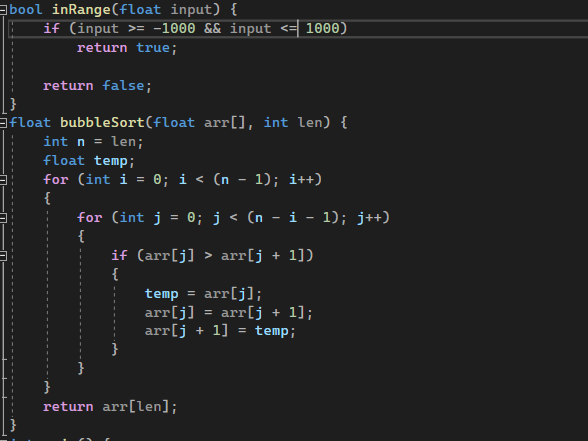 bool inRange(float input) {
    if (input >= -1000 && input <= 1000)
        return true;

    return false;
}
float bubbleSort(float arr[], int len) {
    int n = len;
    float temp;
    for (int i = 0; i < (n - 1); i++)
    {
        for (int j = 0; j < (n - i - 1); j++)
        {
            if (arr[j] > arr[j + 1])
            {
                temp = arr[j];
                arr[j] = arr[j + 1];
                arr[j + 1] = temp;
            }
        }
    }
    return arr[len];
}